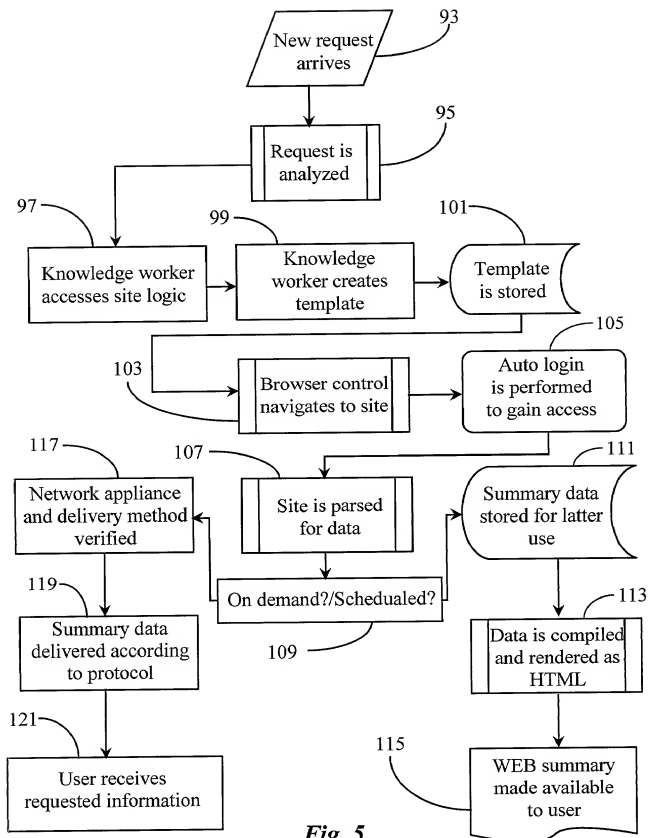 93
New request
arrives
95
Request is
analyzed
97
99
101
Knowledge worker
accesses site logic
Knowledge
worker creates
template
Template
is stored
105
103
Browser control
navigates to site
Auto login
is performed
to gain access
117
107
111
Network appliance
and delivery method
verified
Site is parsed
for data
Summary data
stored for latter
use
119
On demand?/Schedualed?
109
113
Summary data
delivered according
to protocol
Data is compiled
and rendered as
HTML
121
115
User receives
requested information
WEB summary
made available
to user
Fig. 5